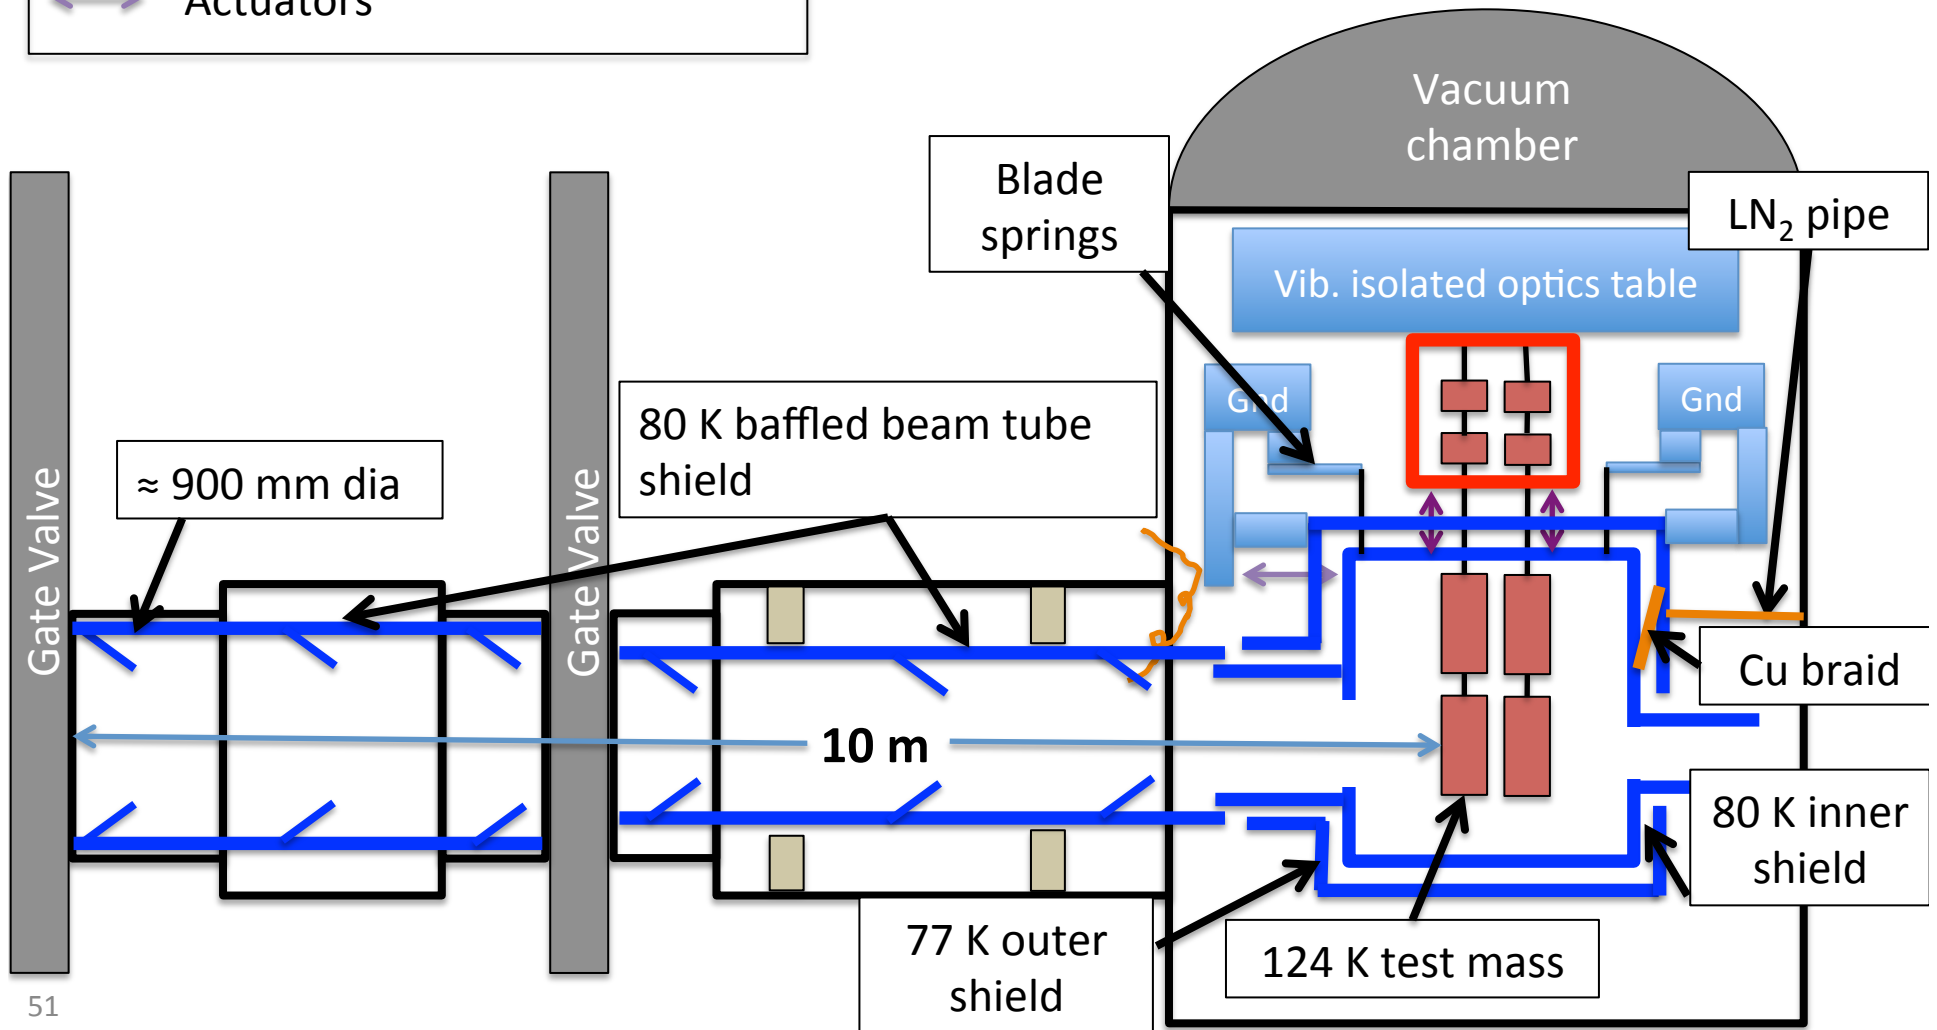 Actuators
Vacuum
chamber
Blade
springs
LN₂ pipe
Vib. isolated optics table
Gnd
Gnd
80 K baffled beam tube
shield
≈ 900 mm dia
Gate Valve
Gate Valve
Cu braid
10 m
80 K inner
shield
77 K outer
shield
124 K test mass
51